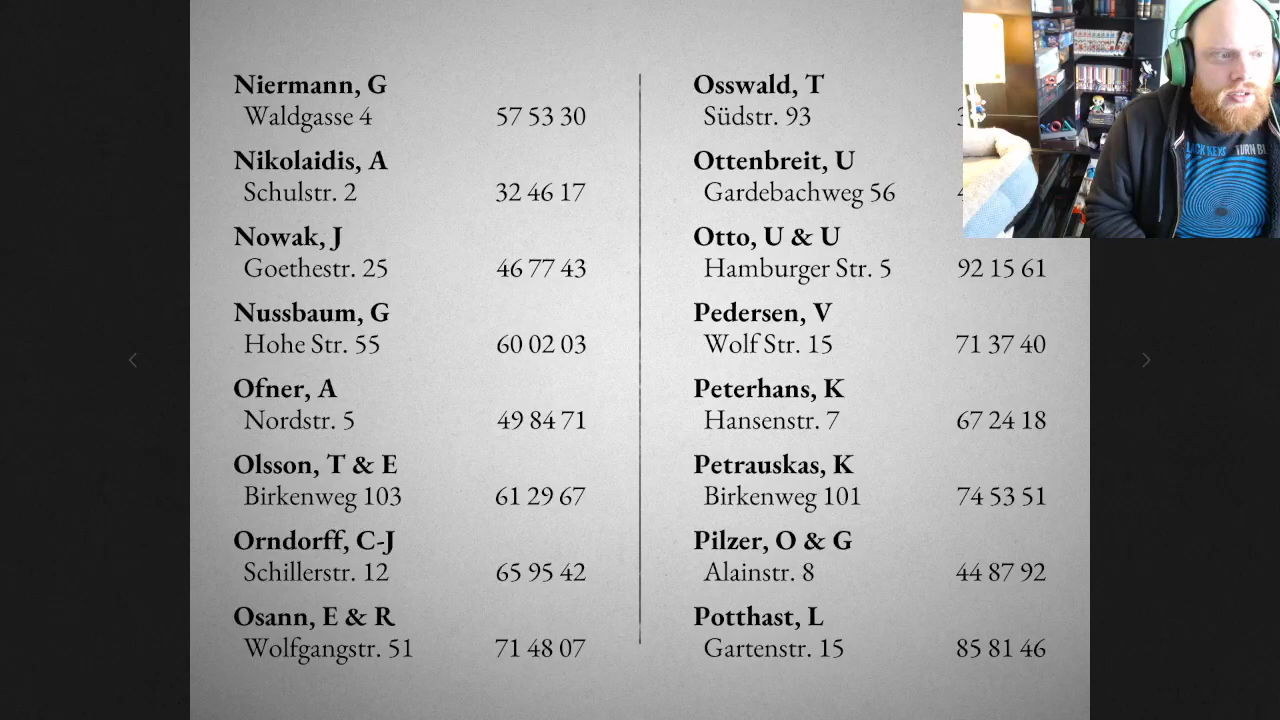 Niermann, G
Waldgasse 4 57 53 30
Nikolaidis, A
Schulstr. 2 32 46 17
Nowak, J
Goethestr. 25 46 77 43
Nussbaum, G
Hohe Str. 55 60 02 03
Ofner, A
Nordstr. 5 49 84 71
Olsson, T & E
Birkenweg 103 61 29 67
Orndorff, C-J
Schillerstr. 12 65 95 42
Osann, E & R
Wolfgangstr. 51 71 48 07
Osswald, T
Südstr. 93
Ottenbreit, U
Gardebachweg 56
Otto, U & U
Hamburger Str. 5 92 15 61
Pedersen, V
Wolf Str. 15 71 37 40
Peterhans, K
Hansenstr. 7 67 24 18
Petrauskas, K
Birkenweg 101 74 53 51
Pilzer, O & G
Alainstr. 8 44 87 92
Potthast, L
Gartenstr. 15 85 81 46
TURN